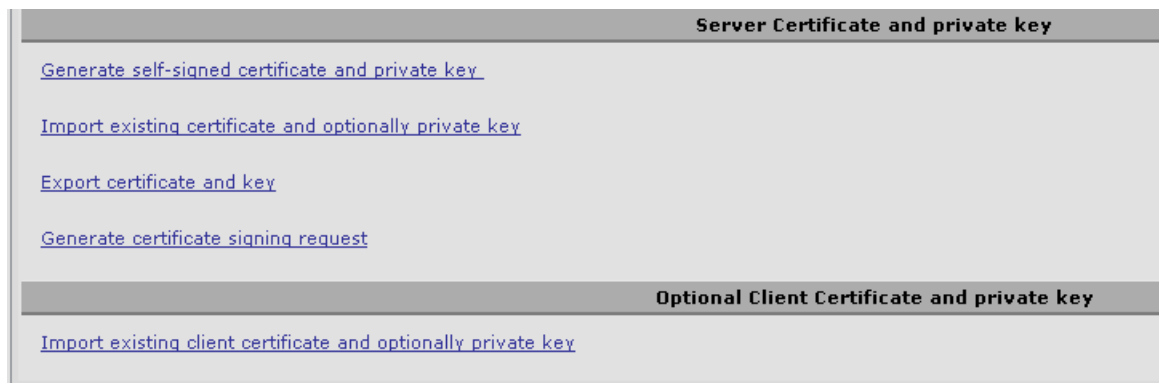 Server Certificate and private key
Generate self-signed certificate and private key
Import existing certificate and optionally private key
Export certificate and key
Generate certificate signing request
Optional Client Certificate and private key
Import existing client certificate and optionally private key